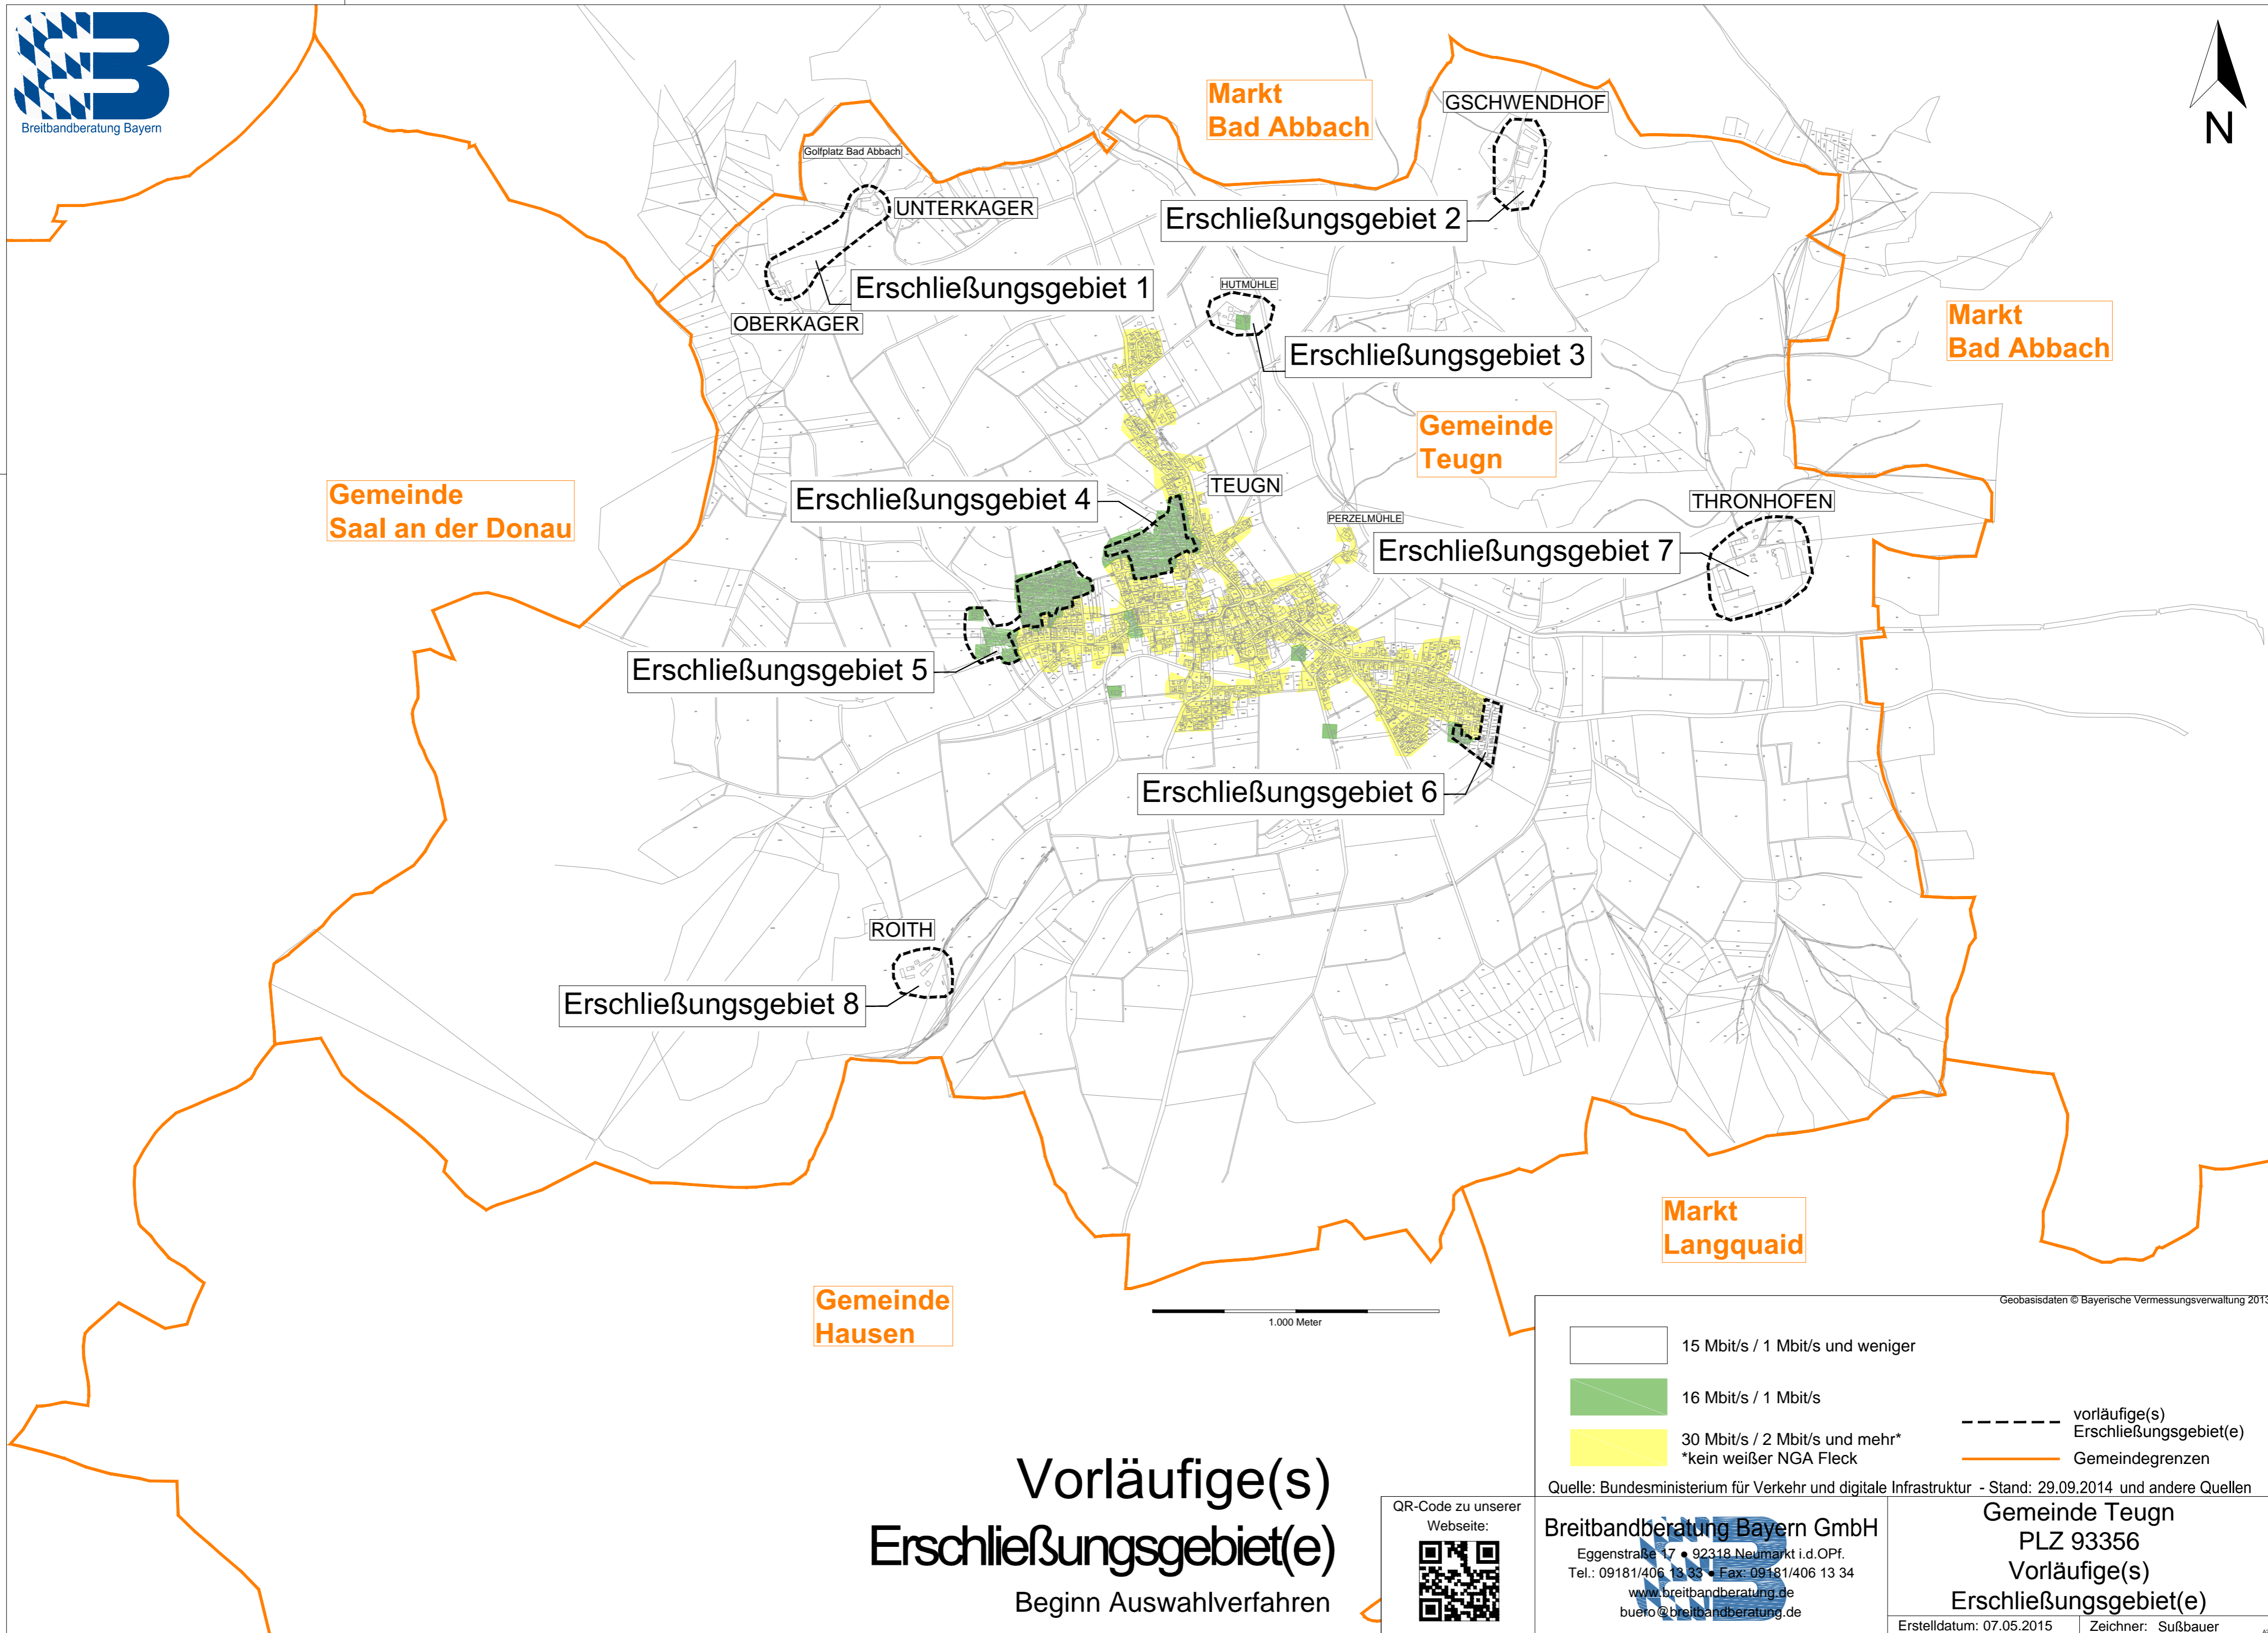 Breitbandberatung Bayern
N
Markt
Bad Abbach
GSCHWENDHOF
Golfplatz Bad Abbach
UNTERKAGER
Erschließungsgebiet 2
Erschließungsgebiet 1
HUTMÜHLE
OBERKAGER
Markt
Bad Abbach
Erschließungsgebiet 3
Gemeinde
Teugn
Gemeinde
Saal an der Donau
Erschließungsgebiet 4
TEUGN
THRONHOFEN
PERZELMÜHLE
Erschließungsgebiet 7
Erschließungsgebiet 5
Erschließungsgebiet 6
ROITH
Erschließungsgebiet 8
Markt
Langquaid
Gemeinde
Hausen
1.000 Meter
Geobasisdaten © Bayerische Vermessungsverwaltung 2013
15 Mbit/s / 1 Mbit/s und weniger
16 Mbit/s / 1 Mbit/s
30 Mbit/s / 2 Mbit/s und mehr*
*kein weißer NGA Fleck
vorläufige(s)
Erschließungsgebiet(e)
Gemeindegrenzen
Quelle: Bundesministerium für Verkehr und digitale Infrastruktur - Stand: 29.09.2014 und andere Quellen
Vorläufige(s)
Erschließungsgebiet(e)
Beginn Auswahlverfahren
QR-Code zu unserer
Webseite:
Breitbandberatung Bayern GmbH
Eggenstraße 17 • 92318 Neumarkt i.d.OPf.
Tel.: 09181/406 13 33 • Fax: 09181/406 13 34
www.breitbandberatung.de
buero@breitbandberatung.de
Gemeinde Teugn
PLZ 93356
Vorläufige(s)
Erschließungsgebiet(e)
Erstelldatum: 07.05.2015
Zeichner: Sußbauer